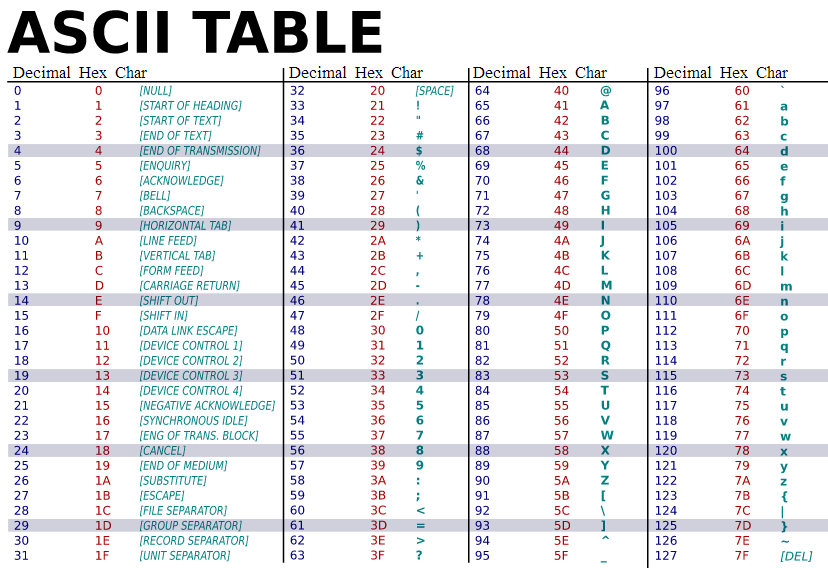 ASCII TABLE
Decimal Hex Char Decimal Hex Char Decimal Hex Char Decimal Hex Char
0 0 [NULL] 32 20 [SPACE] 64 40 @ 96 60 `
1 1 [START OF HEADING] 33 21 ! 65 41 A 97 61 a
2 2 [START OF TEXT] 34 22 " 66 42 B 98 62 b
3 3 [END OF TEXT] 35 23 # 67 43 C 99 63 c
4 4 [END OF TRANSMISSION] 36 24 $ 68 44 D 100 64 d
5 5 [ENQUIRY] 37 25 % 69 45 E 101 65 e
6 6 [ACKNOWLEDGE] 38 26 & 70 46 F 102 66 f
7 7 [BELL] 39 27 ' 71 47 G 103 67 g
8 8 [BACKSPACE] 40 28 ( 72 48 H 104 68 h
9 9 [HORIZONTAL TAB] 41 29 ) 73 49 I 105 69 i
10 A [LINE FEED] 42 2A * 74 4A J 106 6A j
11 B [VERTICAL TAB] 43 2B + 75 4B K 107 6B k
12 C [FORM FEED] 44 2C , 76 4C L 108 6C l
13 D [CARRIAGE RETURN] 45 2D - 77 4D M 109 6D m
14 E [SHIFT OUT] 46 2E . 78 4E N 110 6E n
15 F [SHIFT IN] 47 2F / 79 4F O 111 6F o
16 10 [DATA LINK ESCAPE] 48 30 0 80 50 P 112 70 p
17 11 [DEVICE CONTROL 1] 49 31 1 81 51 Q 113 71 q
18 12 [DEVICE CONTROL 2] 50 32 2 82 52 R 114 72 r
19 13 [DEVICE CONTROL 3] 51 33 3 83 53 S 115 73 s
20 14 [DEVICE CONTROL 4] 52 34 4 84 54 T 116 74 t
21 15 [NEGATIVE ACKNOWLEDGE] 53 35 5 85 55 U 117 75 u
22 16 [SYNCHRONOUS IDLE] 54 36 6 86 56 V 118 76 v
23 17 [ENG OF TRANS. BLOCK] 55 37 7 87 57 W 119 77 w
24 18 [CANCEL] 56 38 8 88 58 X 120 78 x
25 19 [END OF MEDIUM] 57 39 9 89 59 Y 121 79 y
26 1A [SUBSTITUTE] 58 3A : 90 5A Z 122 7A z
27 1B [ESCAPE] 59 3B ; 91 5B [ 123 7B {
28 1C [FILE SEPARATOR] 60 3C < 92 5C \ 124 7C |
29 1D [GROUP SEPARATOR] 61 3D = 93 5D ] 125 7D }
30 1E [RECORD SEPARATOR] 62 3E > 94 5E ^ 126 7E ~
31 1F [UNIT SEPARATOR] 63 3F ? 95 5F _ 127 7F [DEL]